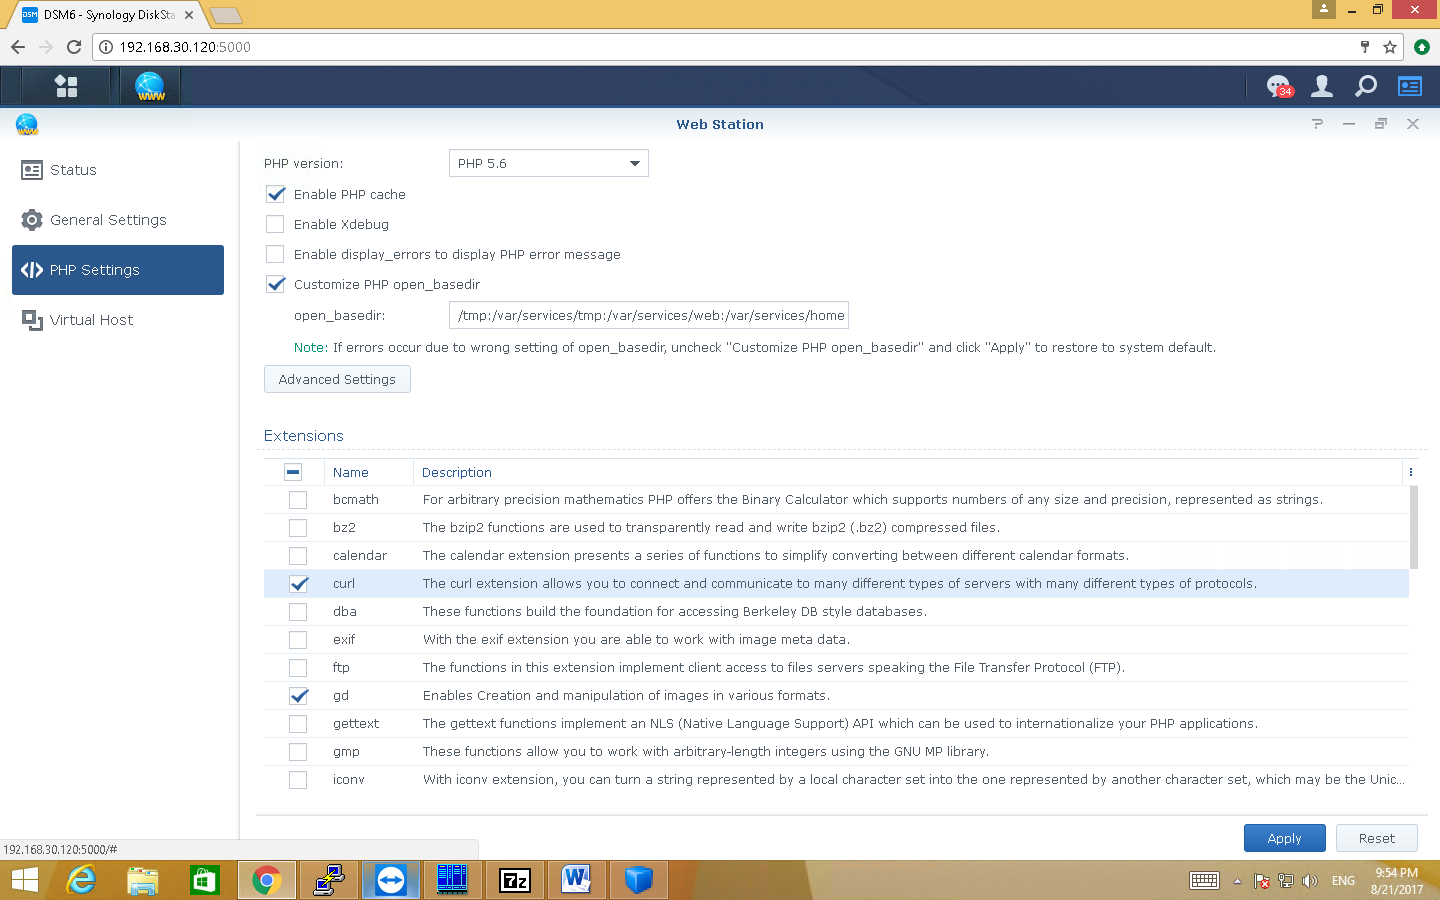 DSM6 - Synology DiskSta
192.168.30.120:5000
www
34
Web Station
Status
General Settings
PHP Settings
Virtual Host
PHP version:
PHP 5.6
Enable PHP cache
Enable Xdebug
Enable display_errors to display PHP error message
Customize PHP open_basedir
open_basedir:
/tmp:/var/services/tmp:/var/services/web:/var/services/home
Note: If errors occur due to wrong setting of open_basedir, uncheck "Customize PHP open_basedir" and click "Apply" to restore to system default.
Advanced Settings
Extensions
Name Description
bcmath For arbitrary precision mathematics PHP offers the Binary Calculator which supports numbers of any size and precision, represented as strings.
bz2 The bzip2 functions are used to transparently read and write bzip2 (.bz2) compressed files.
calendar The calendar extension presents a series of functions to simplify converting between different calendar formats.
curl The curl extension allows you to connect and communicate to many different types of servers with many different types of protocols.
dba These functions build the foundation for accessing Berkeley DB style databases.
exif With the exif extension you are able to work with image meta data.
ftp The functions in this extension implement client access to files servers speaking the File Transfer Protocol (FTP).
gd Enables Creation and manipulation of images in various formats.
gettext The gettext functions implement an NLS (Native Language Support) API which can be used to internationalize your PHP applications.
gmp These functions allow you to work with arbitrary-length integers using the GNU MP library.
iconv With iconv extension, you can turn a string represented by a local character set into the one represented by another character set, which may be the Unic...
Apply Reset
192.168.30.120:5000/#
7z
ENG
9:54 PM
8/21/2017